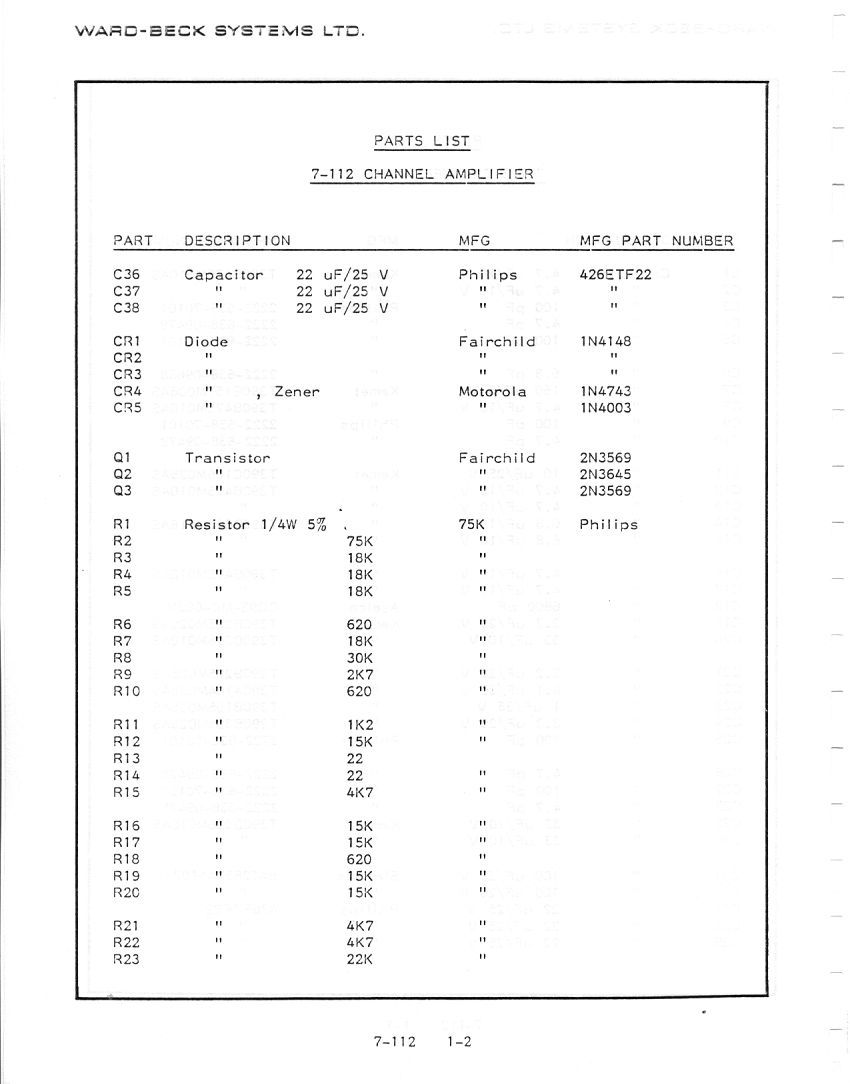 WARD-BECK SYSTEMS LTD.
PARTS LIST
7-112 CHANNEL AMPLIFIER
PART DESCRIPTION MFG MFG PART NUMBER
C36 Capacitor 22 uF/25 V Philips 426ETF22
C37 " 22 uF/25 V " "
C38 " 22 uF/25 V " "
CR1 Diode Fairchild 1N4148
CR2 " " "
CR3 " " "
CR4 " , Zener Motorola 1N4743
CR5 " " 1N4003
Q1 Transistor Fairchild 2N3569
Q2 " " 2N3645
Q3 " " 2N3569
R1 Resistor 1/4W 5% 75K Philips
R2 " 75K "
R3 " 18K "
R4 " 18K "
R5 " 18K "
R6 " 620 "
R7 " 18K "
R8 " 30K "
R9 " 2K7 "
R10 " 620 "
R11 " 1K2 "
R12 " 15K "
R13 " 22
R14 " 22 "
R15 " 4K7 "
R16 " 15K "
R17 " 15K "
R18 " 620 "
R19 " 15K "
R20 " 15K "
R21 " 4K7 "
R22 " 4K7 "
R23 " 22K "
7-112 1-2